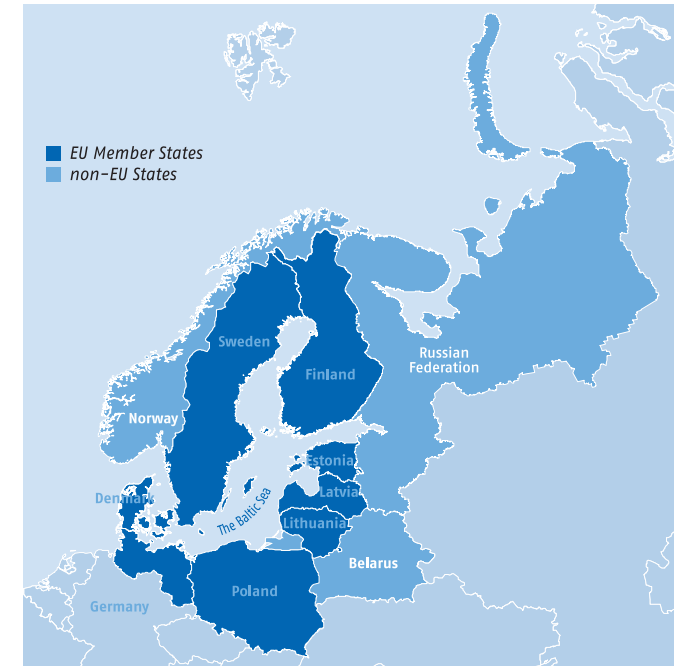 EU Member States
non-EU States
Sweden
Russian
Federation
Finland
Norway
Estonia
Latvia
Denmark
The Baltic Sea
Lithuania
Belarus
Poland
Germany